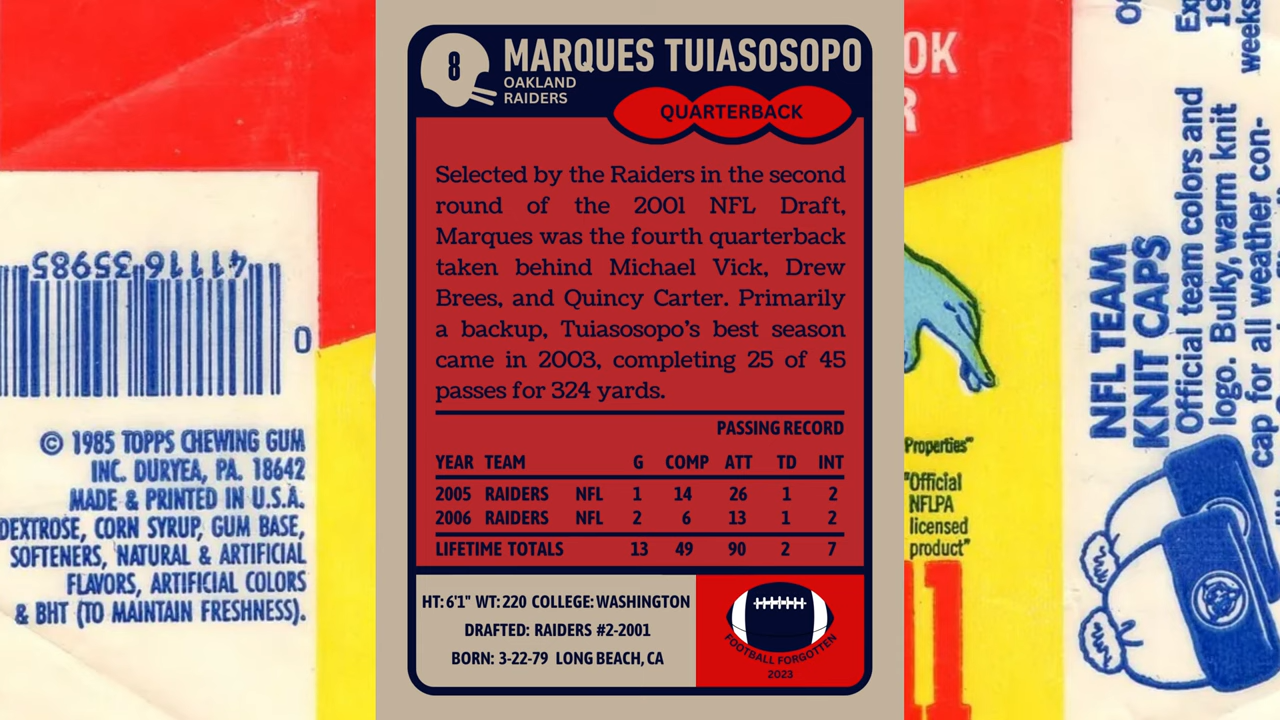 8
MARQUES TUIASOSOPO
OAKLAND
RAIDERS
QUARTERBACK
Selected by the Raiders in the second
round of the 2001 NFL Draft,
Marques was the fourth quarterback
taken behind Michael Vick, Drew
Brees, and Quincy Carter. Primarily
a backup, Tuiasosopo's best season
came in 2003, completing 25 of 45
passes for 324 yards.
PASSING RECORD
YEAR TEAM G COMP ATT TD INT
2005 RAIDERS NFL 1 14 26 1 2
2006 RAIDERS NFL 2 6 13 1 2
LIFETIME TOTALS 13 49 90 2 7
HT: 6'1" WT: 220 COLLEGE: WASHINGTON
DRAFTED: RAIDERS #2-2001
BORN: 3-22-79 LONG BEACH, CA
FOOTBALL FORGOTTEN
2023
41116 35985
0
© 1985 TOPPS CHEWING GUM
INC. DURYEA, PA. 18642
MADE & PRINTED IN U.S.A.
DEXTROSE, CORN SYRUP, GUM BASE,
SOFTENERS, NATURAL & ARTIFICIAL
FLAVORS, ARTIFICIAL COLORS
& BHT (TO MAINTAIN FRESHNESS).
OK
R
Properties"
"Official
NFLPA
licensed
product"
NFL TEAM
KNIT CAPS
Official team colors and
logo. Bulky, warm knit
cap for all weather con-
Ex
19
weeks